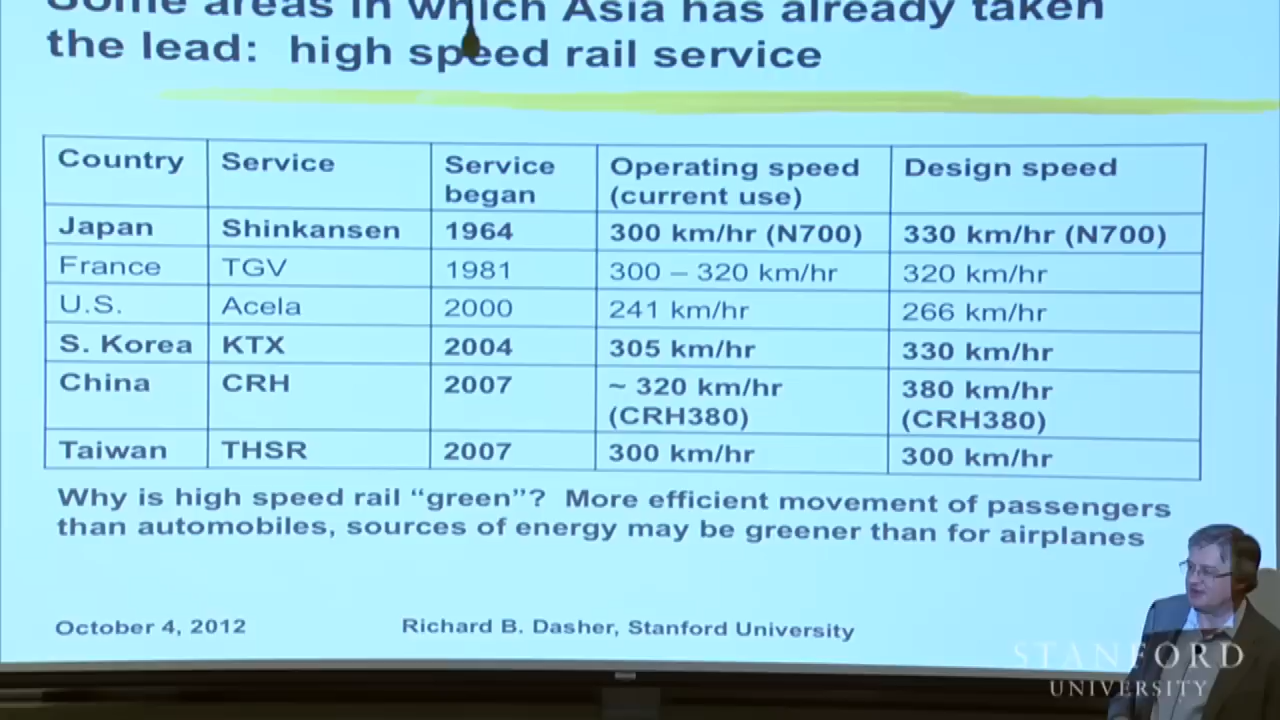 Some areas in which Asia has already taken
the lead: high speed rail service
Country Service Service began Operating speed (current use) Design speed
Japan Shinkansen 1964 300 km/hr (N700) 330 km/hr (N700)
France TGV 1981 300 – 320 km/hr 320 km/hr
U.S. Acela 2000 241 km/hr 266 km/hr
S. Korea KTX 2004 305 km/hr 330 km/hr
China CRH 2007 ~ 320 km/hr (CRH380) 380 km/hr (CRH380)
Taiwan THSR 2007 300 km/hr 300 km/hr
Why is high speed rail “green”? More efficient movement of passengers
than automobiles, sources of energy may be greener than for airplanes
October 4, 2012 Richard B. Dasher, Stanford University
STANFORD
UNIVERSITY